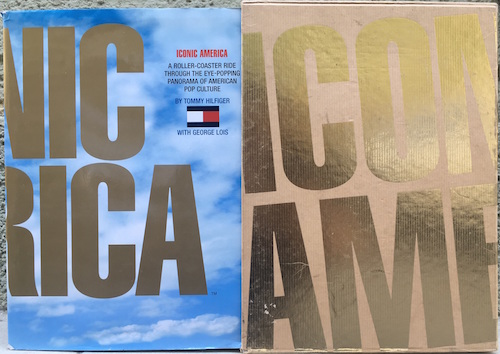 NIC
RICA
ICONIC AMERICA
A ROLLER-COASTER RIDE
THROUGH THE EYE-POPPING
PANORAMA OF AMERICAN
POP CULTURE
BY TOMMY HILFIGER
WITH GEORGE LOIS
™
ICON
AME